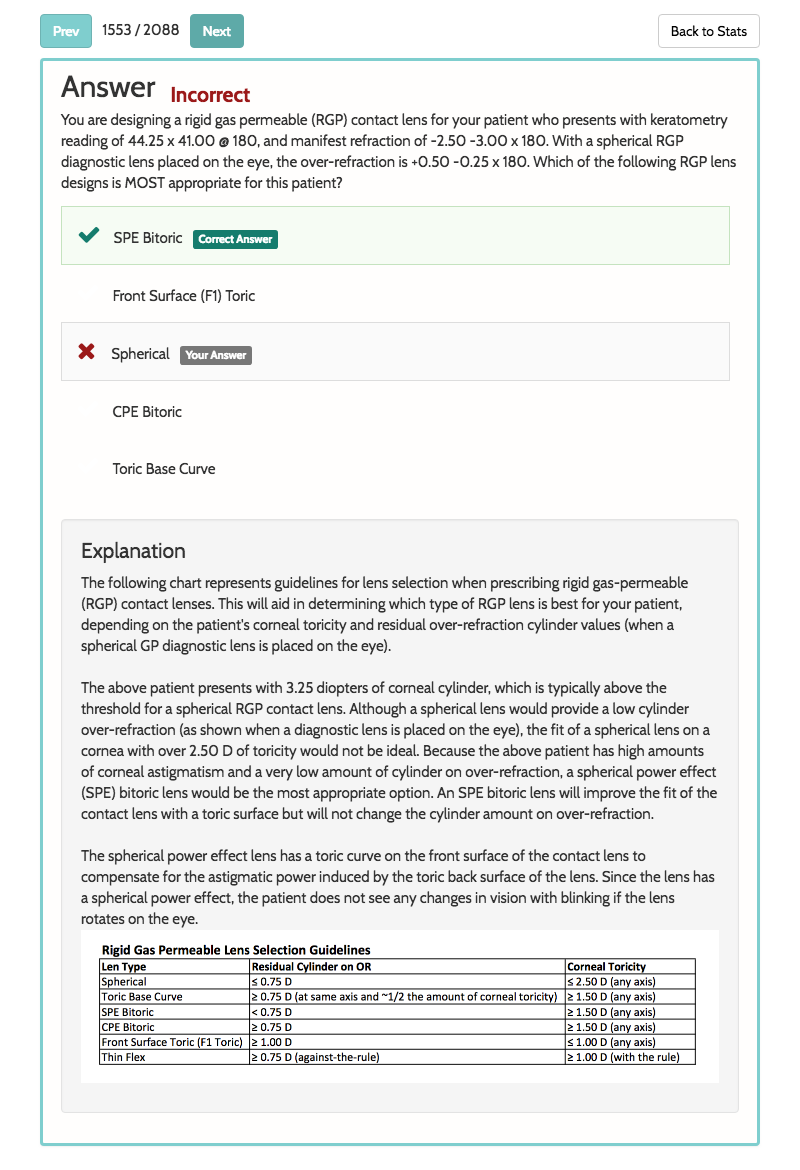 Prev 1553 / 2088 Next Back to Stats
Answer Incorrect
You are designing a rigid gas permeable (RGP) contact lens for your patient who presents with keratometry
reading of 44.25 x 41.00 @ 180, and manifest refraction of -2.50 -3.00 x 180. With a spherical RGP
diagnostic lens placed on the eye, the over-refraction is +0.50 -0.25 x 180. Which of the following RGP lens
designs is MOST appropriate for this patient?
SPE Bitoric Correct Answer
Front Surface (F1) Toric
Spherical Your Answer
CPE Bitoric
Toric Base Curve
Explanation
The following chart represents guidelines for lens selection when prescribing rigid gas-permeable
(RGP) contact lenses. This will aid in determining which type of RGP lens is best for your patient,
depending on the patient's corneal toricity and residual over-refraction cylinder values (when a
spherical GP diagnostic lens is placed on the eye).
The above patient presents with 3.25 diopters of corneal cylinder, which is typically above the
threshold for a spherical RGP contact lens. Although a spherical lens would provide a low cylinder
over-refraction (as shown when a diagnostic lens is placed on the eye), the fit of a spherical lens on a
cornea with over 2.50 D of toricity would not be ideal. Because the above patient has high amounts
of corneal astigmatism and a very low amount of cylinder on over-refraction, a spherical power effect
(SPE) bitoric lens would be the most appropriate option. An SPE bitoric lens will improve the fit of the
contact lens with a toric surface but will not change the cylinder amount on over-refraction.
The spherical power effect lens has a toric curve on the front surface of the contact lens to
compensate for the astigmatic power induced by the toric back surface of the lens. Since the lens has
a spherical power effect, the patient does not see any changes in vision with blinking if the lens
rotates on the eye.
Rigid Gas Permeable Lens Selection Guidelines
Len Type Residual Cylinder on OR Corneal Toricity
Spherical ≤ 0.75 D ≤ 2.50 D (any axis)
Toric Base Curve ≥ 0.75 D (at same axis and ~1/2 the amount of corneal toricity) ≥ 1.50 D (any axis)
SPE Bitoric < 0.75 D ≥ 1.50 D (any axis)
CPE Bitoric ≥ 0.75 D ≥ 1.50 D (any axis)
Front Surface Toric (F1 Toric) ≥ 1.00 D ≤ 1.00 D (any axis)
Thin Flex ≥ 0.75 D (against-the-rule) ≥ 1.00 D (with the rule)